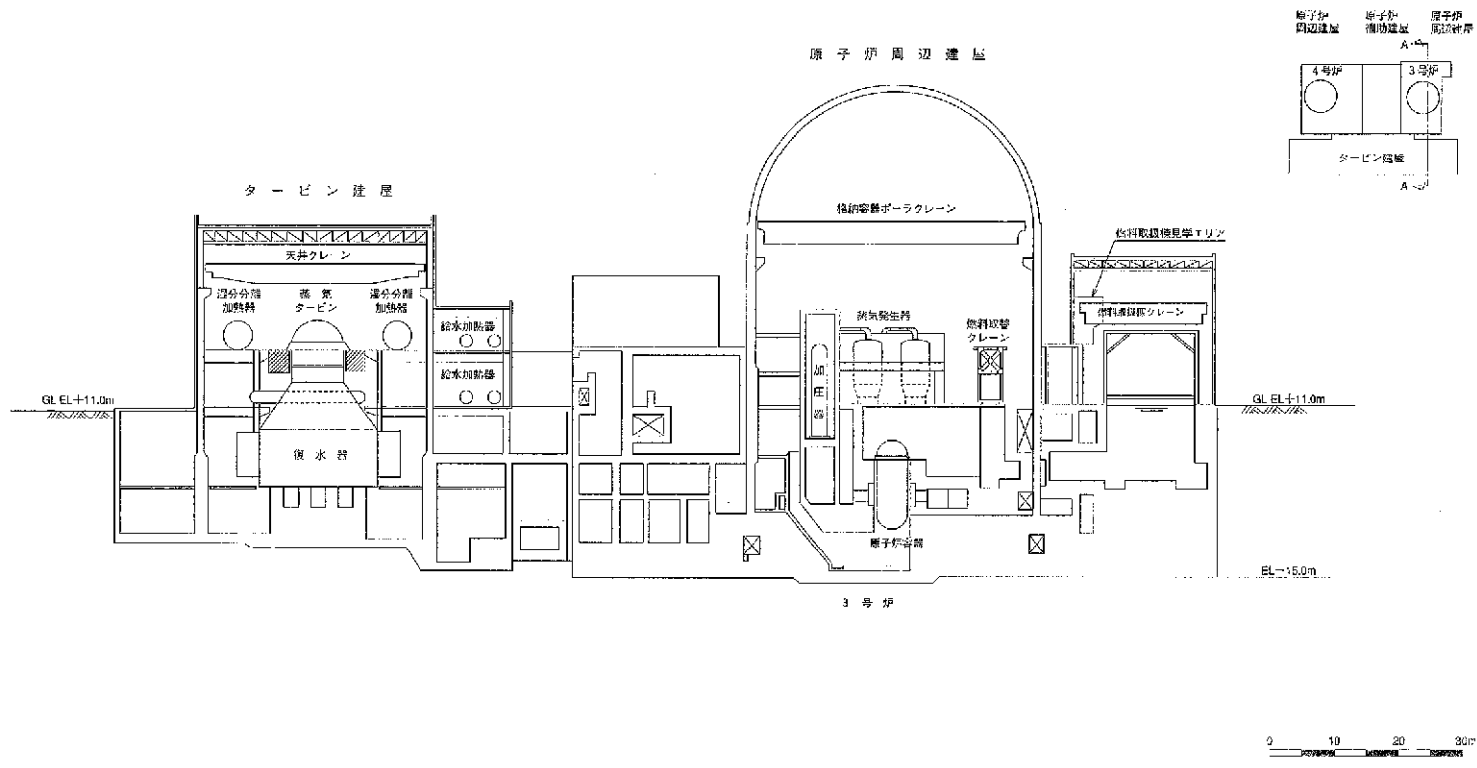 原子炉
周辺建屋
原子炉
補助建屋
原子炉
周辺建屋
A
4号炉
3号炉
タービン建屋
A
原子炉周辺建屋
タービン建屋
格納容器ポーラクレーン
燃料取扱棟見学エリア
天井クレーン
湿分分離
加熱器
蒸気
タービン
湿分分離
加熱器
給水加熱器
蒸気発生器
燃料取替
クレーン
燃料取扱棟クレーン
給水加熱器
加圧器
GL EL+11.0m
GL EL+11.0m
復水器
原子炉容器
EL-15.0m
3号炉
0 10 20 30m